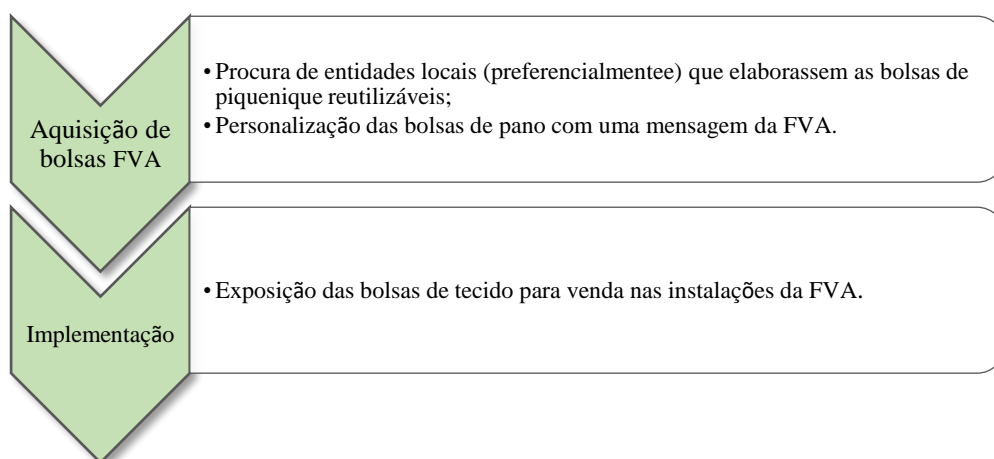 Aquisição de
bolsas FVA
• Procura de entidades locais (preferencialmentee) que elaborassem as bolsas de
piquenique reutilizáveis;
• Personalização das bolsas de pano com uma mensagem da FVA.
Implementação
• Exposição das bolsas de tecido para venda nas instalações da FVA.